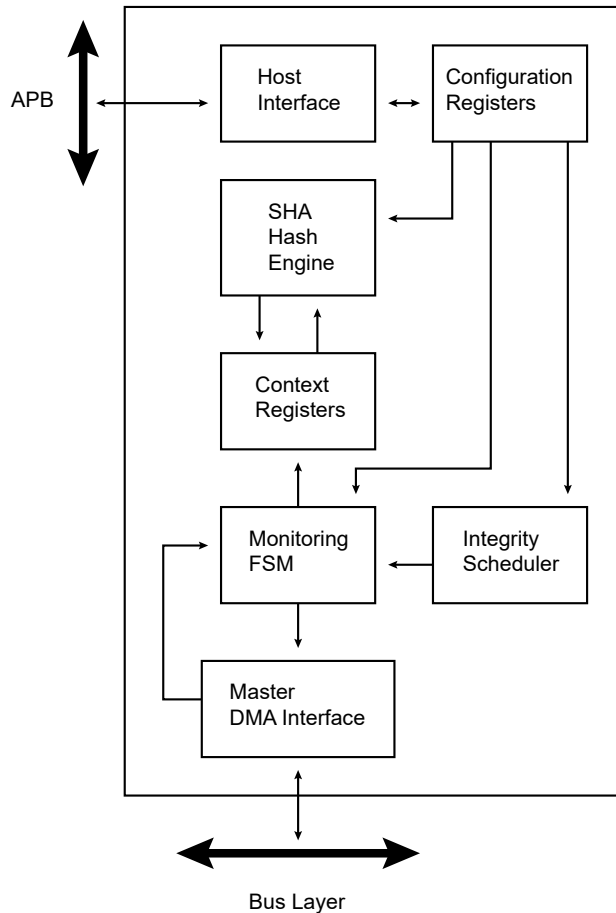 APB
Host
Interface
Configuration
Registers
SHA
Hash
Engine
Context
Registers
Monitoring
FSM
Integrity
Scheduler
Master
DMA Interface
Bus Layer